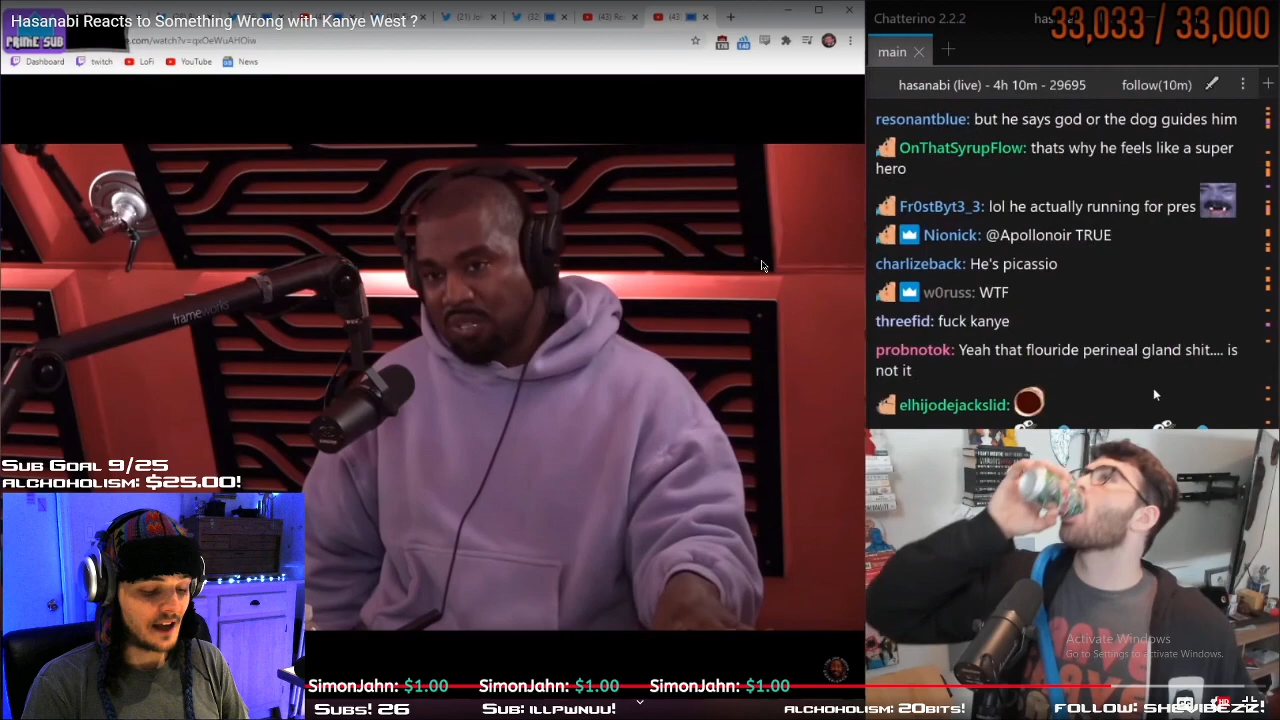 Hasanabi Reacts to Something Wrong with Kanye West ?
33,033 / 33,000
Chatterino 2.2.2
PRIME SUB
.com/watch?v=qxOeWuAHOiw
main
Dashboard
twitch
LoFi
YouTube
News
hasanabi (live) - 4h 10m - 29695
follow(10m)
resonantblue: but he says god or the dog guides him
OnThatSyrupFlow: thats why he feels like a super
hero
Fr0stByt3_3: lol he actually running for pres
Nionick: @Apollonoir TRUE
charlizeback: He's picassio
w0russ: WTF
threefid: fuck kanye
probnotok: Yeah that flouride perineal gland shit.... is
not it
elhijodejackslid:
frameworks
Sub Goal 9/25
Alchoholism: $25.00!
Activate Windows
Go to Settings to activate Windows.
SimonJahn: $1.00
SimonJahn: $1.00
SimonJahn: $1.00
Subs! 26
Sub: illpwnuu!
Alchoholism: 20bits!
Follow: shevibezz!